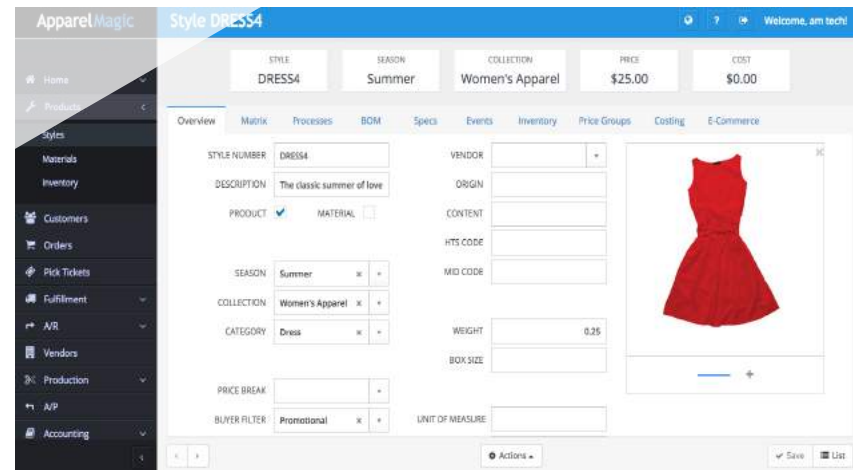 ApparelMagic
Style DRESS4
? Welcome, am tech!
Home
Products
Styles
Materials
Inventory
Customers
Orders
Pick Tickets
Fulfillment
A/R
Vendors
Production
A/P
Accounting
STYLE
DRESS4
SEASON
Summer
COLLECTION
Women's Apparel
PRICE
$25.00
COST
$0.00
Overview Matrix Processes BOM Specs Events Inventory Price Groups Costing E-Commerce
STYLE NUMBER DRESS4
DESCRIPTION The classic summer of love
PRODUCT MATERIAL
SEASON Summer
COLLECTION Women's Apparel
CATEGORY Dress
PRICE BREAK
BUYER FILTER Promotional
VENDOR
ORIGIN
CONTENT
HTS CODE
MID CODE
WEIGHT 0.25
BOX SIZE
UNIT OF MEASURE
Actions
Save List